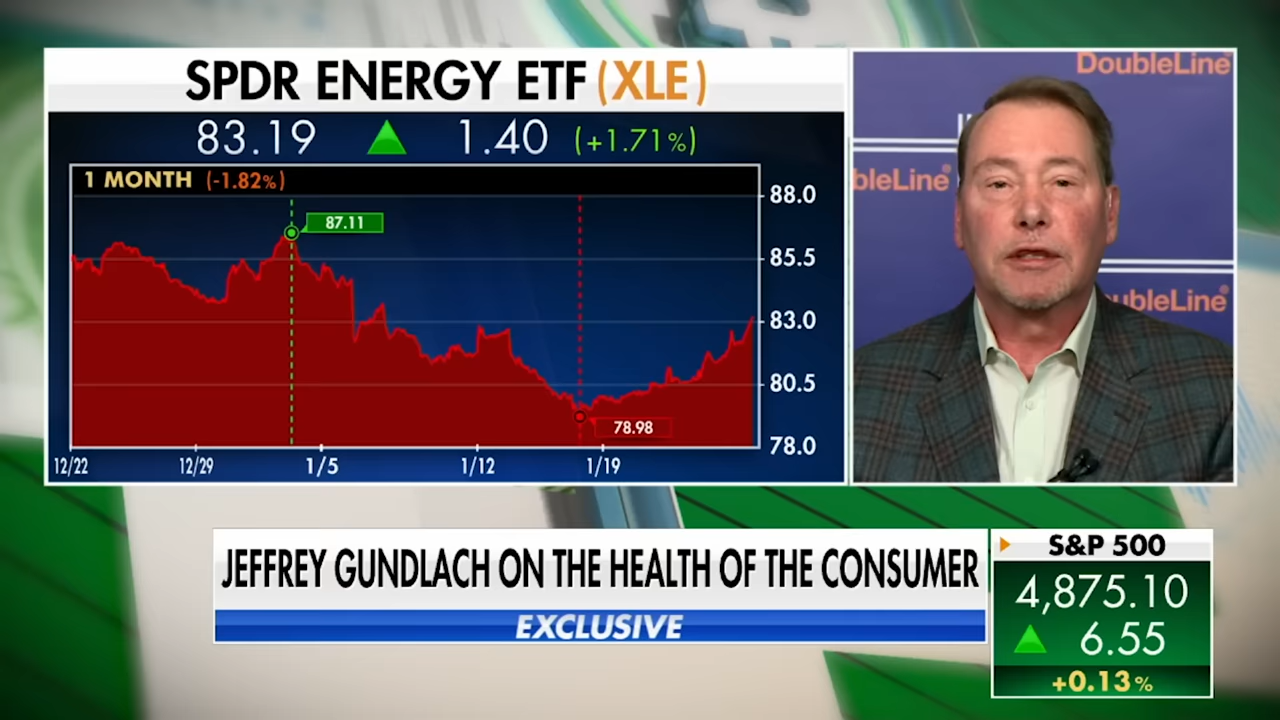 SPDR ENERGY ETF (XLE)
83.19 ▲ 1.40 (+1.71%)
1 MONTH (-1.82%)
88.0
87.11
85.5
83.0
80.5
78.98
78.0
12/22 12/29 1/5 1/12 1/19
DoubleLine®
bleLine®
ubleLine®
JEFFREY GUNDLACH ON THE HEALTH OF THE CONSUMER
EXCLUSIVE
S&P 500
4,875.10
▲ 6.55
+0.13%